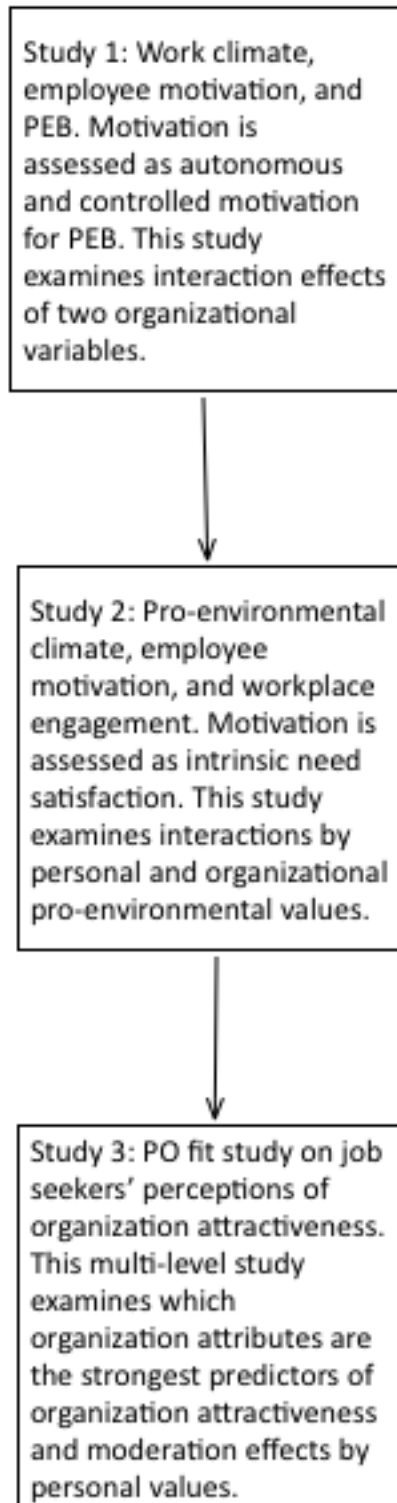 Study 1: Work climate,
employee motivation, and
PEB. Motivation is
assessed as autonomous
and controlled motivation
for PEB. This study
examines interaction effects
of two organizational
variables.
Study 2: Pro-environmental
climate, employee
motivation, and workplace
engagement. Motivation is
assessed as intrinsic need
satisfaction. This study
examines interactions by
personal and organizational
pro-environmental values.
Study 3: PO fit study on job
seekers’ perceptions of
organization attractiveness.
This multi-level study
examines which
organization attributes are
the strongest predictors of
organization attractiveness
and moderation effects by
personal values.